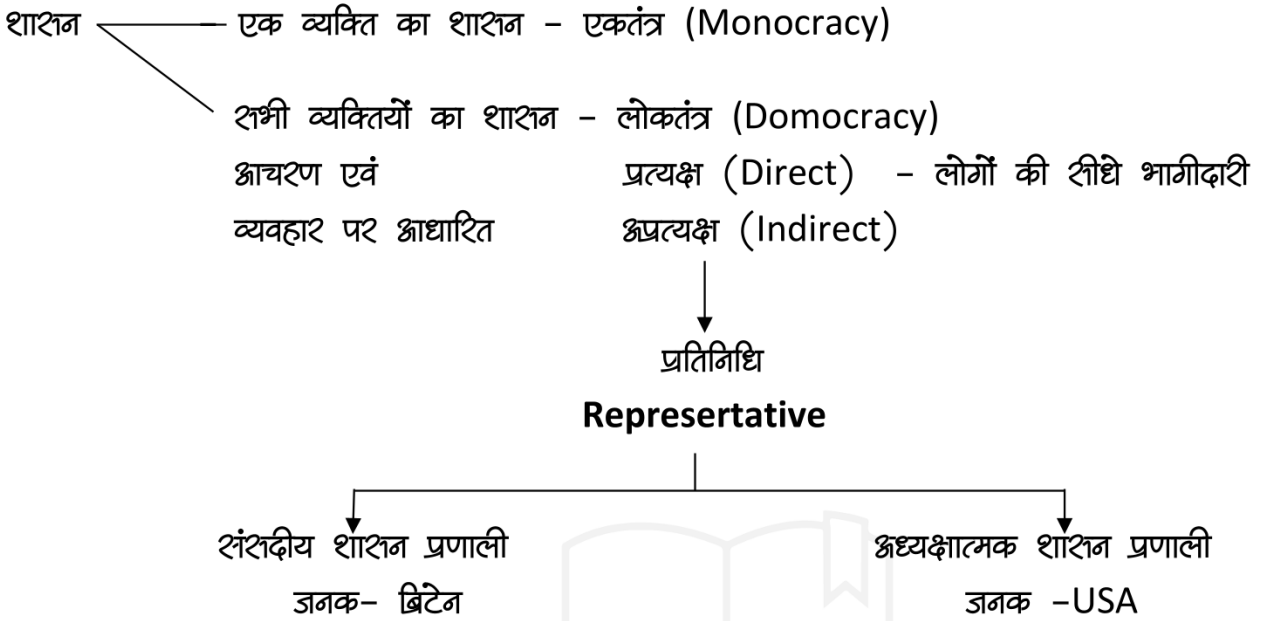 शासन – एक व्यक्ति का शासन – एकतंत्र (Monocracy)
सभी व्यक्तियों का शासन – लोकतंत्र (Domocracy)
आचरण एवं प्रत्यक्ष (Direct) – लोगों की सीधे भागीदारी
व्यवहार पर आधारित अप्रत्यक्ष (Indirect)
प्रतिनिधि
Represertative
संसदीय शासन प्रणाली अध्यक्षात्मक शासन प्रणाली
जनक– ब्रिटेन जनक –USA